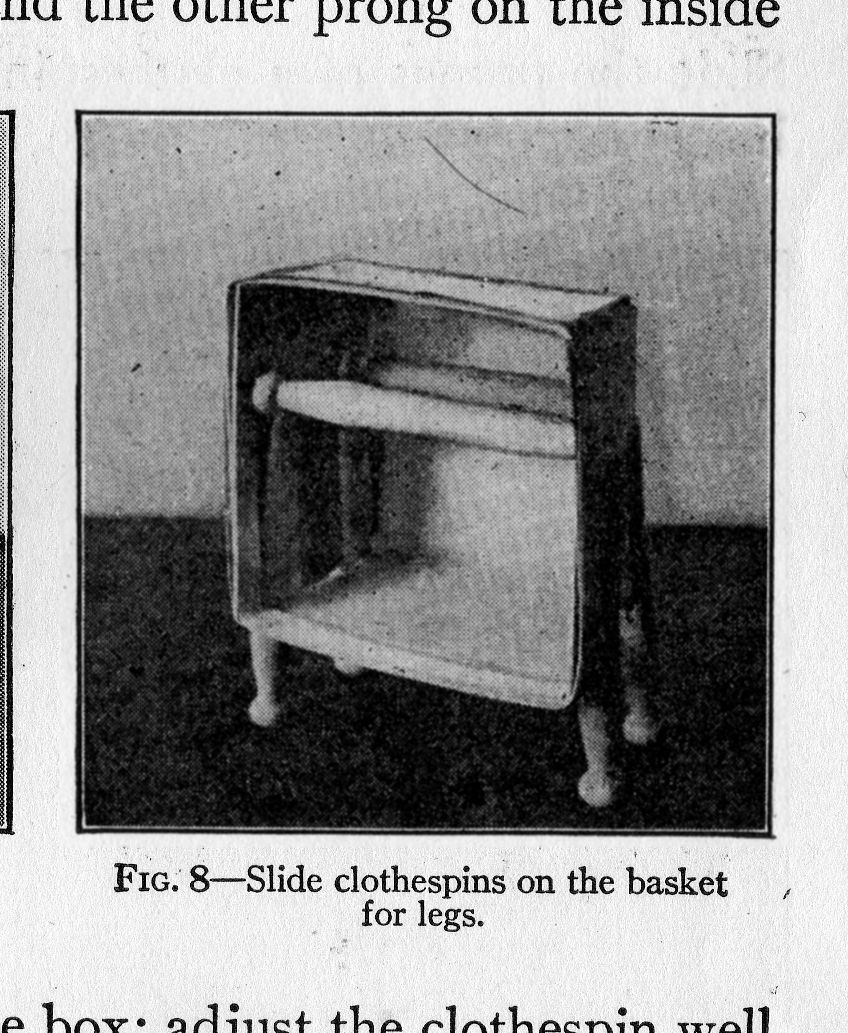 nd the other prong on the inside
FIG. 8—Slide clothespins on the basket
for legs.
e box; adjust the clothespin well